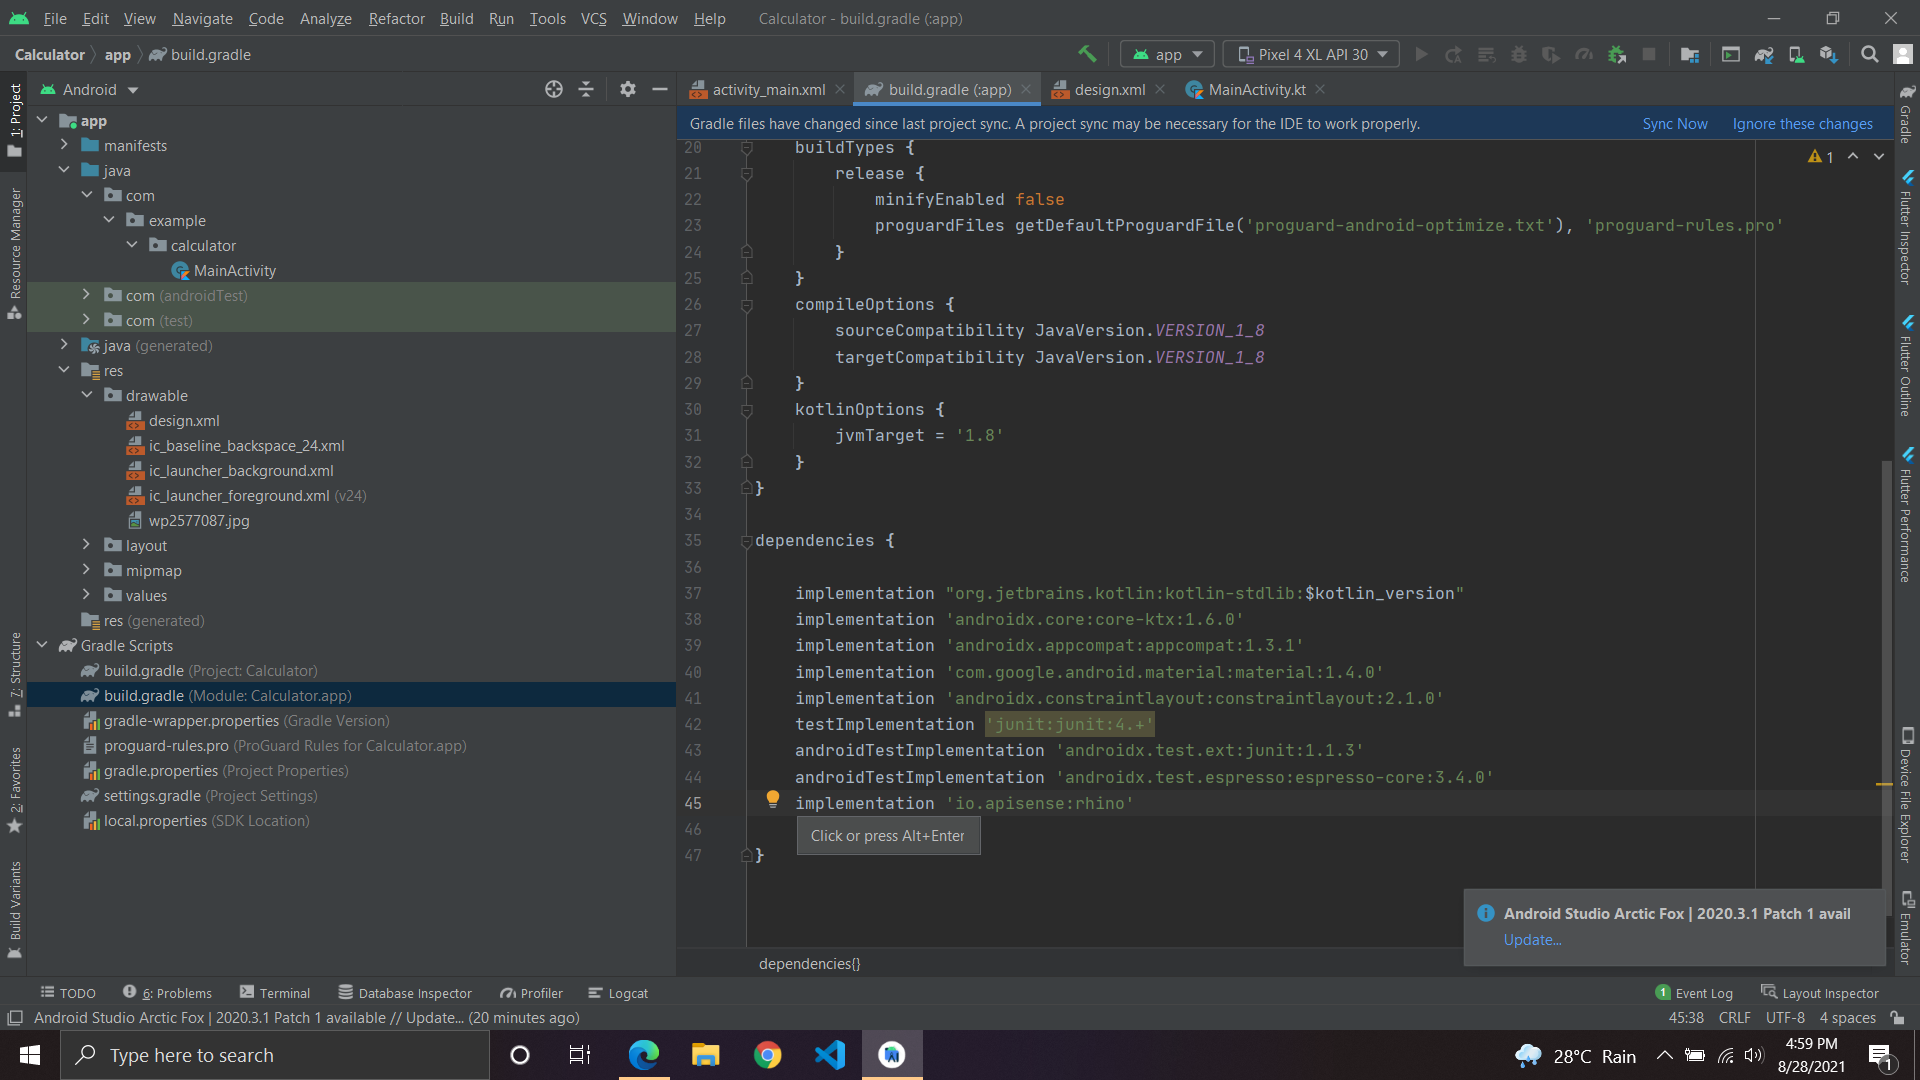 File Edit View Navigate Code Analyze Refactor Build Run Tools VCS Window Help Calculator - build.gradle (:app)
Calculator app build.gradle
app Pixel 4 XL API 30
Android
activity_main.xml build.gradle (:app) design.xml MainActivity.kt
Gradle files have changed since last project sync. A project sync may be necessary for the IDE to work properly. Sync Now Ignore these changes
1: Project
Resource Manager
7: Structure
2: Favorites
Build Variants
app
manifests
java
com
example
calculator
MainActivity
com (androidTest)
com (test)
java (generated)
res
drawable
design.xml
ic_baseline_backspace_24.xml
ic_launcher_background.xml
ic_launcher_foreground.xml (v24)
wp2577087.jpg
layout
mipmap
values
res (generated)
Gradle Scripts
build.gradle (Project: Calculator)
build.gradle (Module: Calculator.app)
gradle-wrapper.properties (Gradle Version)
proguard-rules.pro (ProGuard Rules for Calculator.app)
gradle.properties (Project Properties)
settings.gradle (Project Settings)
local.properties (SDK Location)
1
20 buildTypes {
21 release {
22 minifyEnabled false
23 proguardFiles getDefaultProguardFile('proguard-android-optimize.txt'), 'proguard-rules.pro'
24 }
25 }
26 compileOptions {
27 sourceCompatibility JavaVersion.VERSION_1_8
28 targetCompatibility JavaVersion.VERSION_1_8
29 }
30 kotlinOptions {
31 jvmTarget = '1.8'
32 }
33 }
34
35 dependencies {
36
37 implementation "org.jetbrains.kotlin:kotlin-stdlib:$kotlin_version"
38 implementation 'androidx.core:core-ktx:1.6.0'
39 implementation 'androidx.appcompat:appcompat:1.3.1'
40 implementation 'com.google.android.material:material:1.4.0'
41 implementation 'androidx.constraintlayout:constraintlayout:2.1.0'
42 testImplementation 'junit:junit:4.+'
43 androidTestImplementation 'androidx.test.ext:junit:1.1.3'
44 androidTestImplementation 'androidx.test.espresso:espresso-core:3.4.0'
45 implementation 'io.apisense:rhino'
46
Click or press Alt+Enter
47 }
dependencies{}
Gradle
Flutter Inspector
Flutter Outline
Flutter Performance
Device File Explorer
Emulator
Android Studio Arctic Fox | 2020.3.1 Patch 1 avail
Update...
TODO 6: Problems Terminal Database Inspector Profiler Logcat 1 Event Log Layout Inspector
Android Studio Arctic Fox | 2020.3.1 Patch 1 available // Update... (20 minutes ago) 45:38 CRLF UTF-8 4 spaces
Type here to search 28°C Rain
4:59 PM
8/28/2021
1